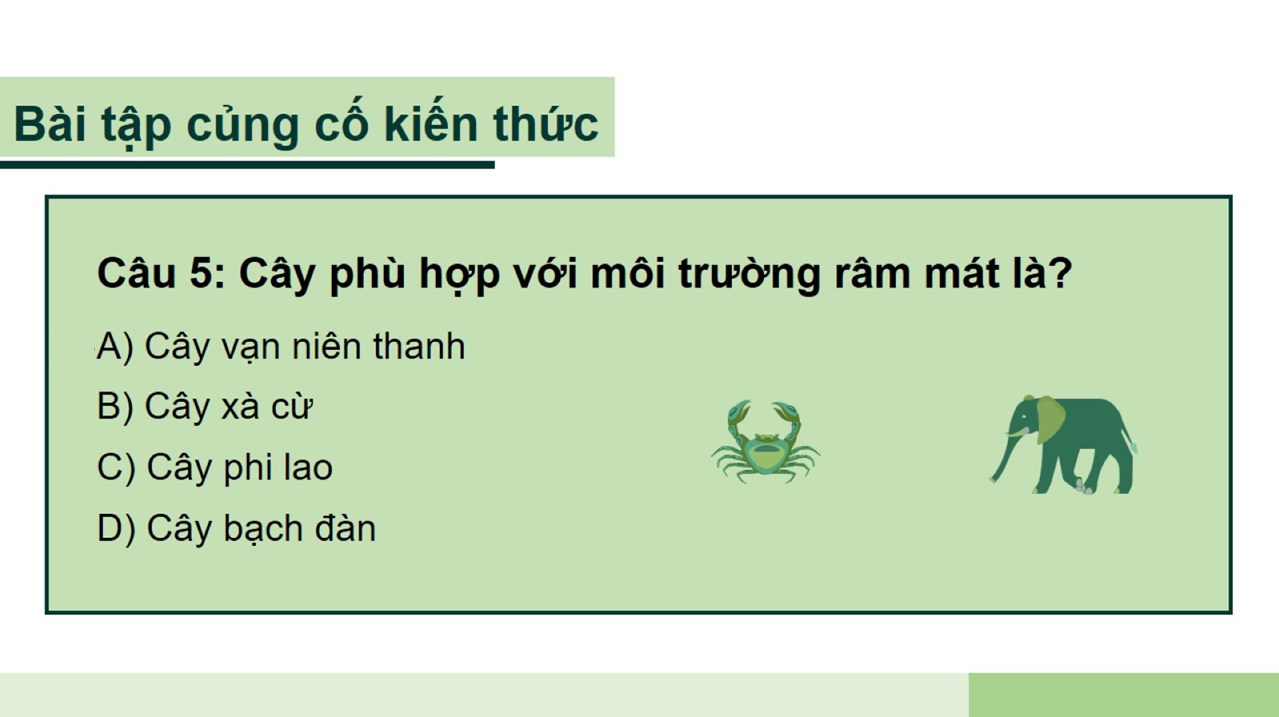 Bài tập củng cố kiến thức
Câu 5: Cây phù hợp với môi trường râm mát là?
A) Cây vạn niên thanh
B) Cây xà cừ
C) Cây phi lao
D) Cây bạch đàn